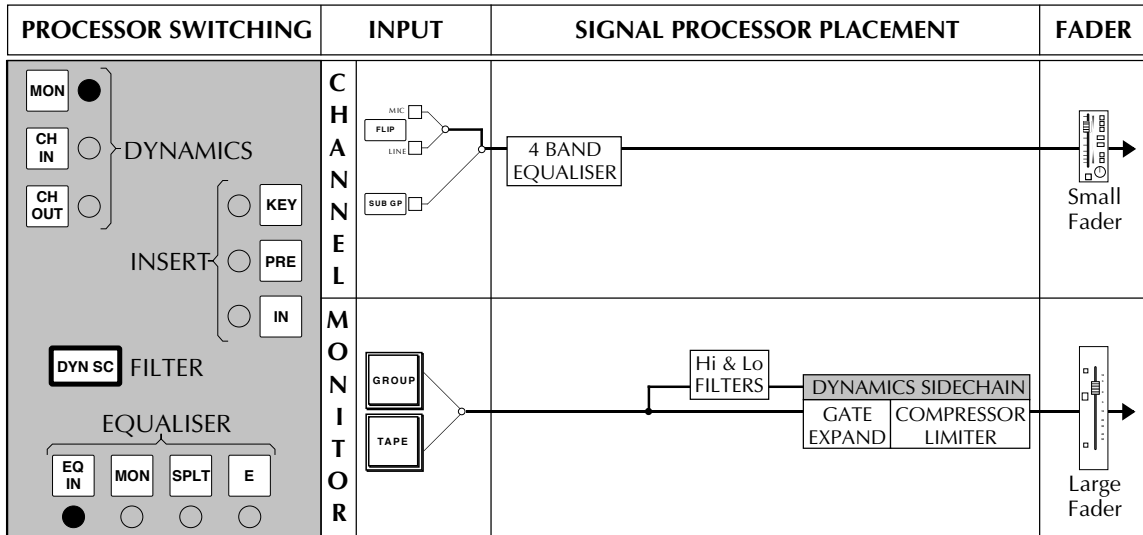 PROCESSOR SWITCHING
INPUT
SIGNAL PROCESSOR PLACEMENT
FADER
MON
CH
IN
CH
OUT
DYNAMICS
KEY
PRE
IN
INSERT
DYN SC
FILTER
EQUALISER
EQ
IN
MON
SPLT
E
C
H
A
N
N
E
L
MIC
FLIP
LINE
SUB GP
4 BAND
EQUALISER
Small
Fader
M
O
N
I
T
O
R
GROUP
TAPE
Hi & Lo
FILTERS
DYNAMICS SIDECHAIN
GATE
EXPAND
COMPRESSOR
LIMITER
Large
Fader